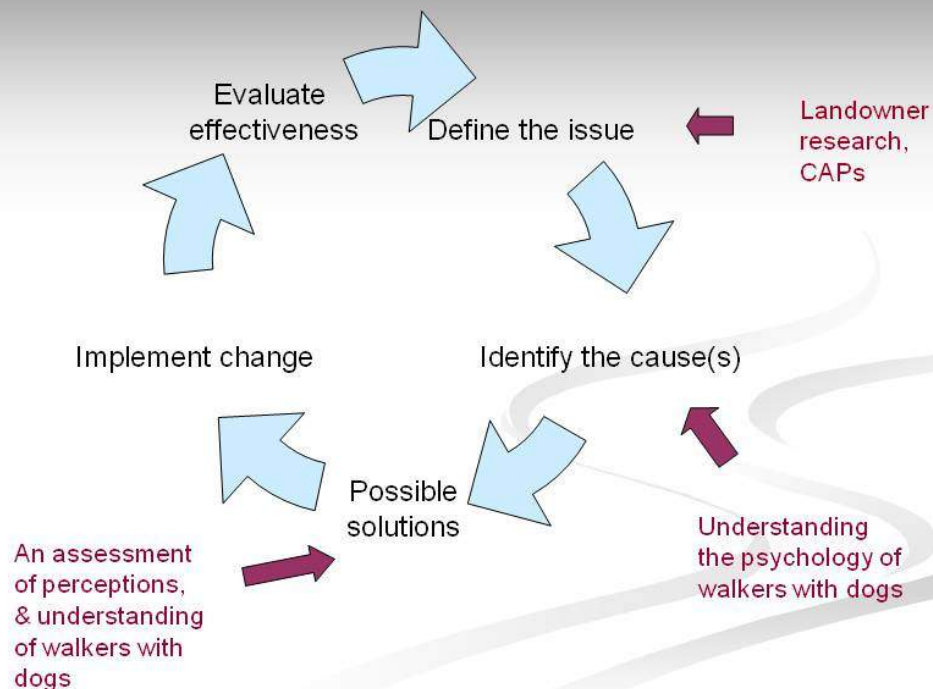 Evaluate
effectiveness
Define the issue
Landowner
research,
CAPs
Implement change
Identify the cause(s)
Possible
solutions
An assessment
of perceptions,
& understanding
of walkers with
dogs
Understanding
the psychology of
walkers with dogs